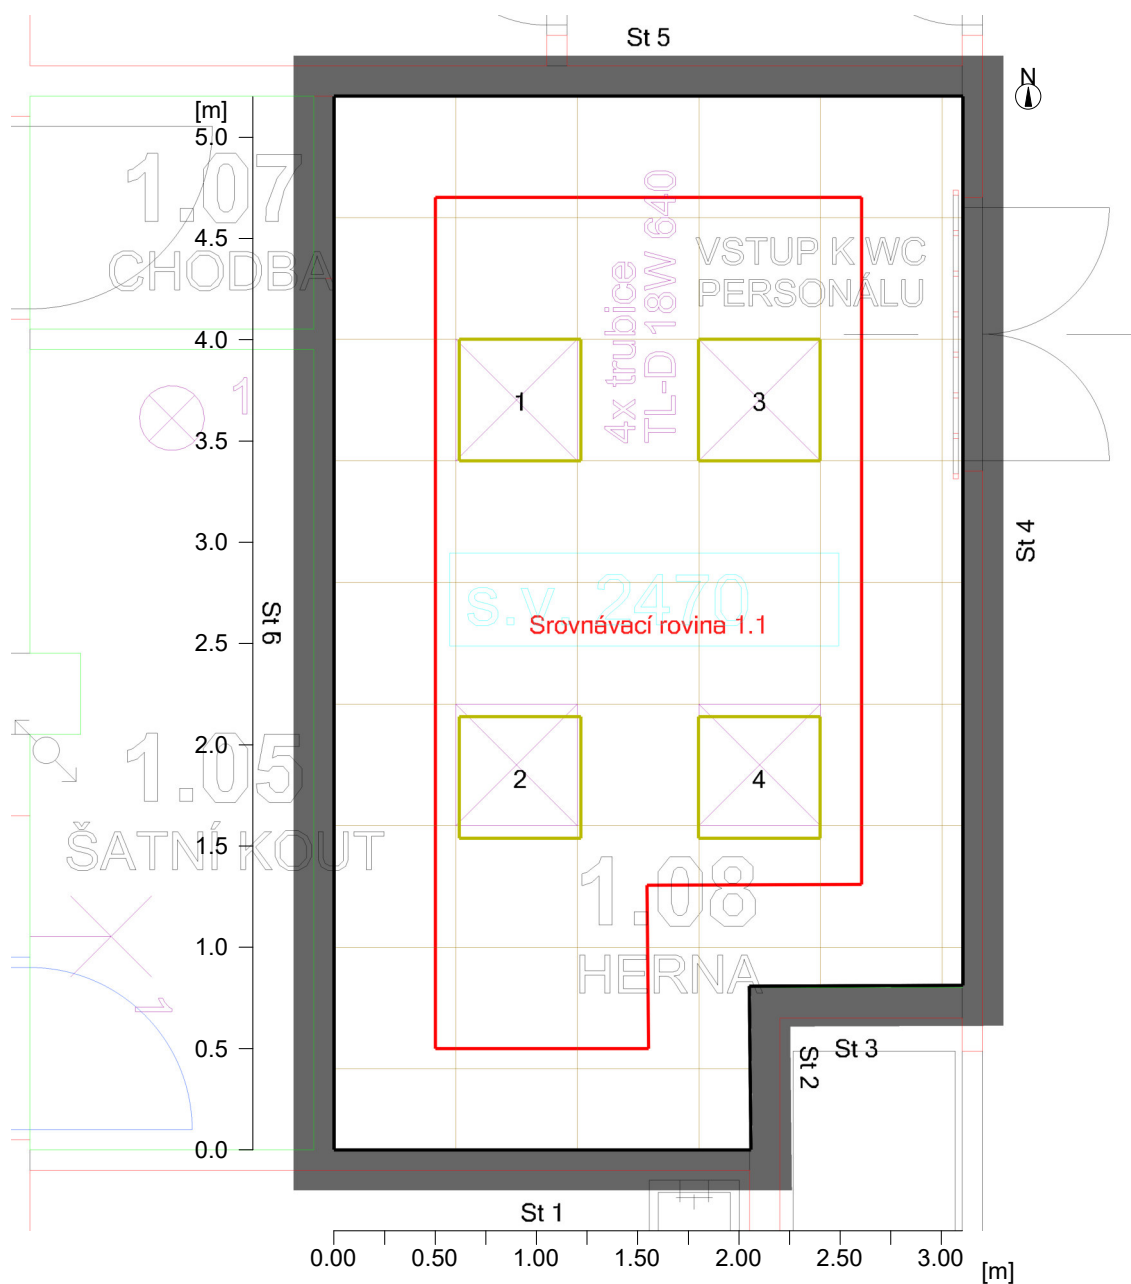 St 5
N
[m]
5.0
1.07
CHODBA
4.5
4x trubice
TL-D 18W 640
VSTUP K WC
PERSONÁLU
4.0
1
1
3
3.5
3.0
St 4
s.v. 2470
Srovnávací rovina 1.1
St 6
2.5
2.0
1.05
ŠATNÍ KOUT
2
4
1.5
1.08
HERNA
1.0
1
0.5
St 2
St 3
0.0
St 1
0.00 0.50 1.00 1.50 2.00 2.50 3.00
[m]